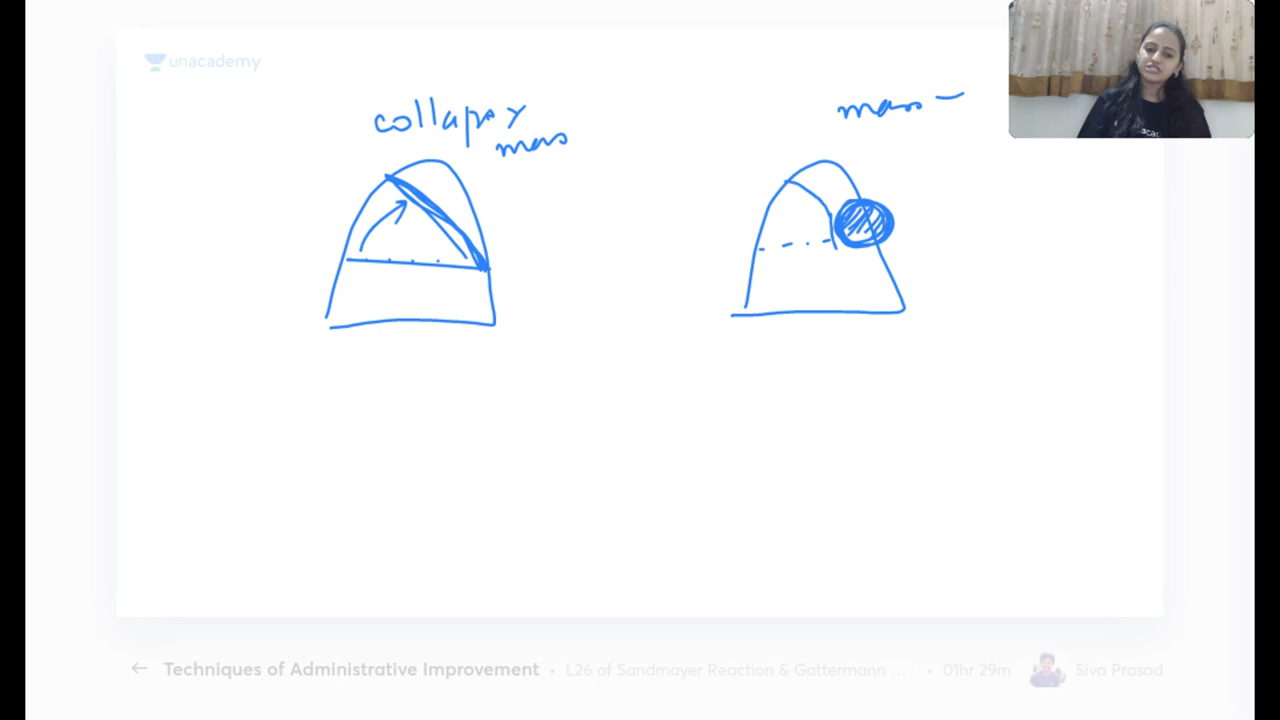 unacademy
collapse
mass
mass
← Techniques of Administrative Improvement • L26 of Sandmayer Reaction & Gattermann ... • 01hr 29m Siva Prasad